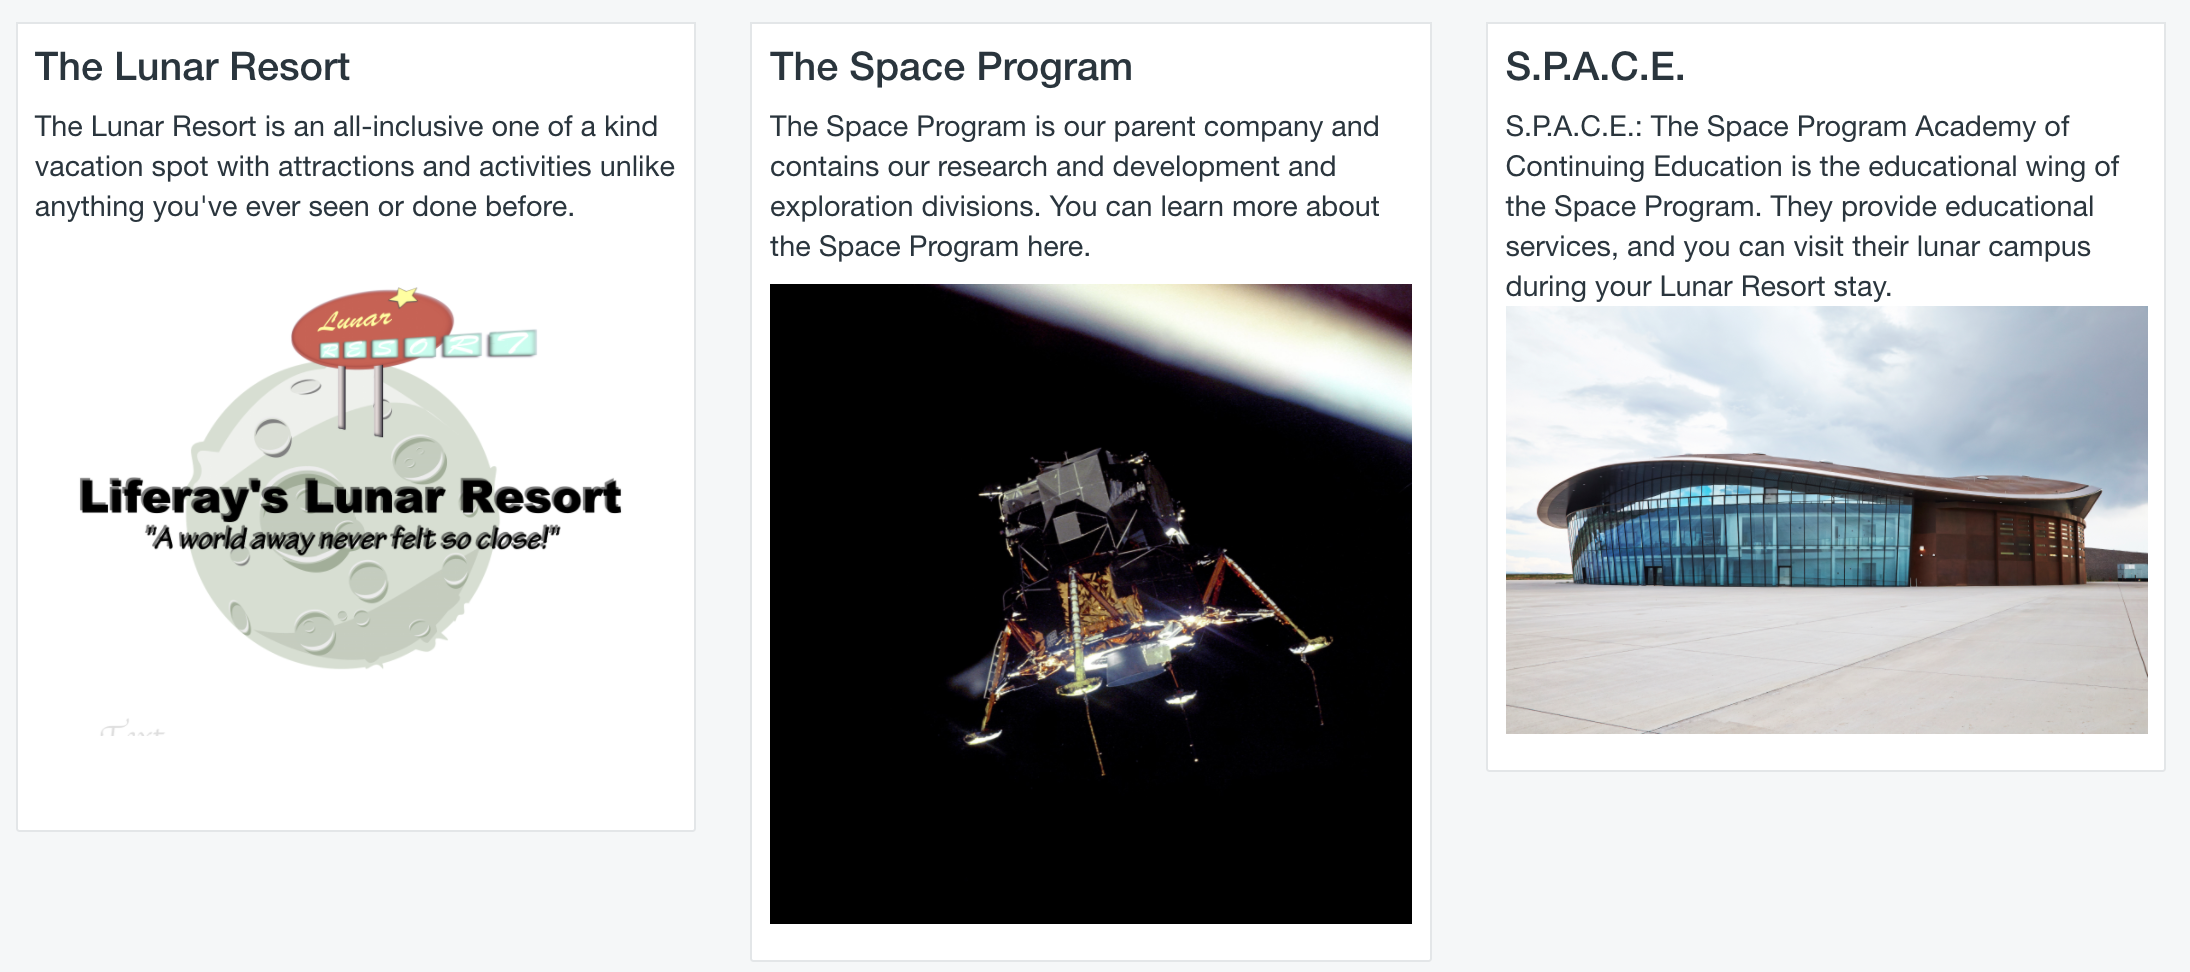 The Lunar Resort
The Lunar Resort is an all-inclusive one of a kind
vacation spot with attractions and activities unlike
anything you've ever seen or done before.
Lunar
RESORT
Liferay's Lunar Resort
"A world away never felt so close!"
Text
The Space Program
The Space Program is our parent company and
contains our research and development and
exploration divisions. You can learn more about
the Space Program here.
S.P.A.C.E.
S.P.A.C.E.: The Space Program Academy of
Continuing Education is the educational wing of
the Space Program. They provide educational
services, and you can visit their lunar campus
during your Lunar Resort stay.